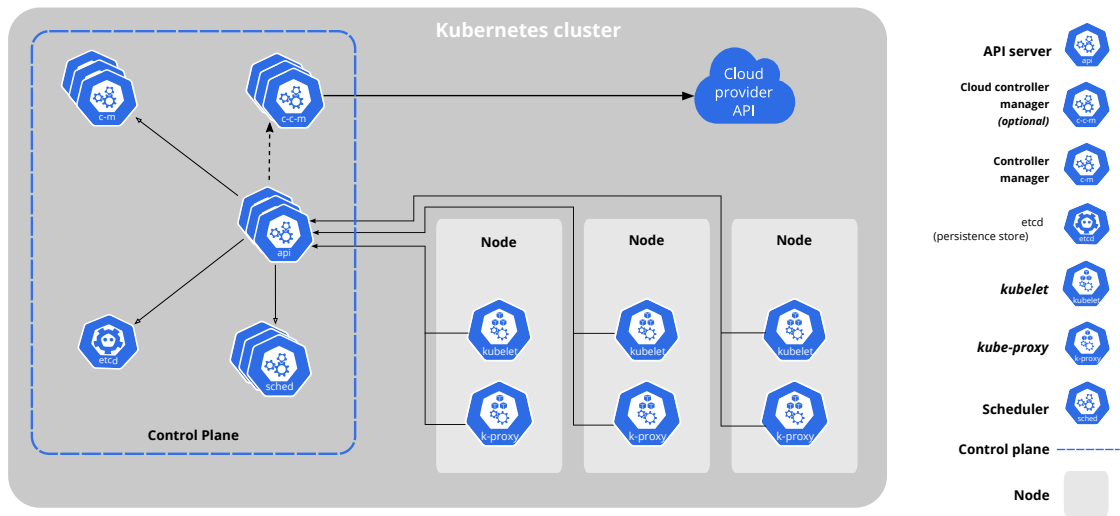 Kubernetes cluster
c-m
c-c-m
Cloud
provider
API
api
etcd
sched
Control Plane
Node
kubelet
k-proxy
Node
kubelet
k-proxy
Node
kubelet
k-proxy
API server
api
Cloud controller
manager
(optional)
c-c-m
Controller
manager
c-m
etcd
(persistence store)
etcd
kubelet
kubelet
kube-proxy
k-proxy
Scheduler
sched
Control plane
Node